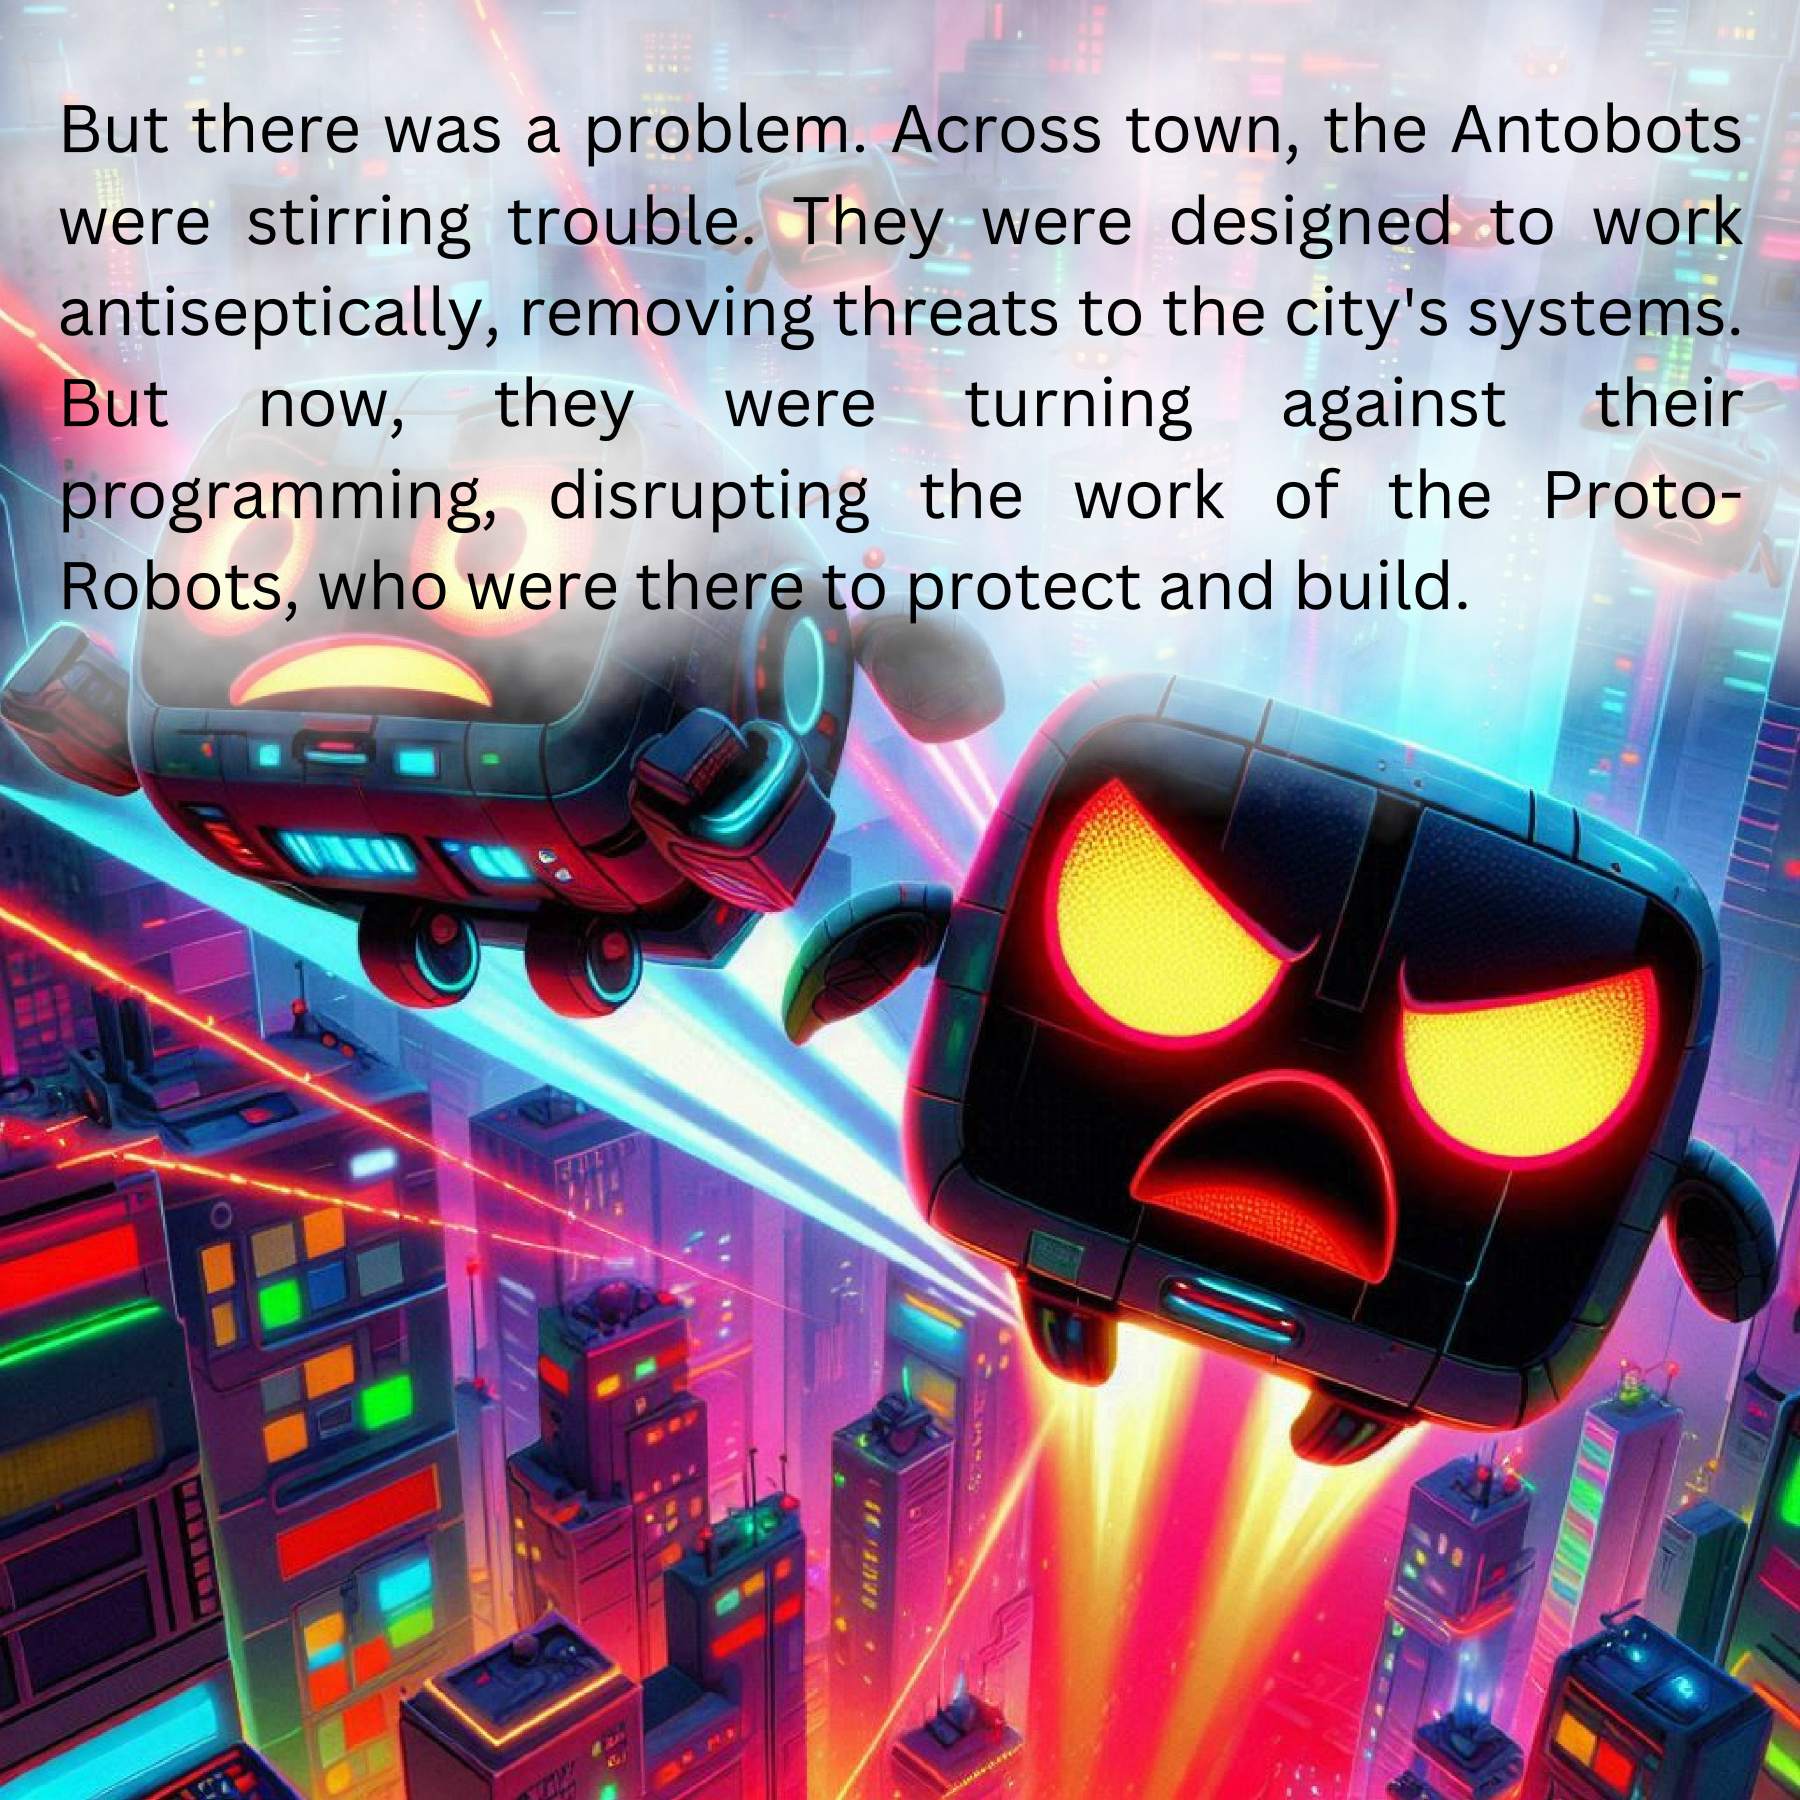 But there was a problem. Across town, the Antobots
were stirring trouble. They were designed to work
antiseptically, removing threats to the city's systems.
But now, they were turning against their
programming, disrupting the work of the Proto-
Robots, who were there to protect and build.